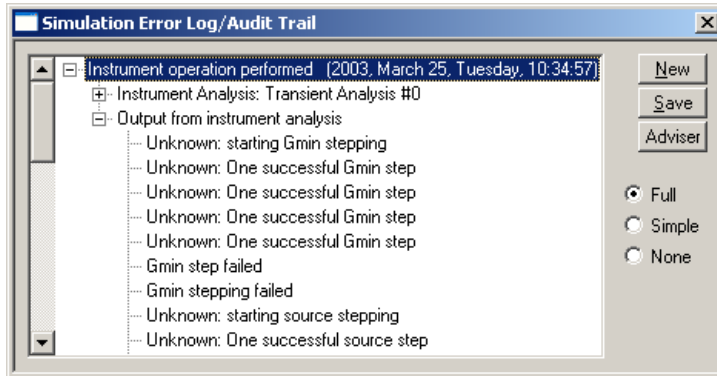 Simulation Error Log/Audit Trail
Instrument operation performed (2003, March 25, Tuesday, 10:34:57)
Instrument Analysis: Transient Analysis #0
Output from instrument analysis
Unknown: starting Gmin stepping
Unknown: One successful Gmin step
Unknown: One successful Gmin step
Unknown: One successful Gmin step
Unknown: One successful Gmin step
Gmin step failed
Gmin stepping failed
Unknown: starting source stepping
Unknown: One successful source step
New
Save
Adviser
Full
Simple
None